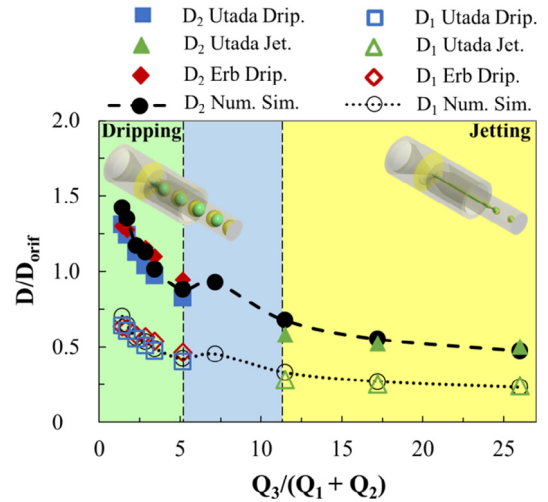 D₂ Utada Drip. D₁ Utada Drip.
D₂ Utada Jet. D₁ Utada Jet.
D₂ Erb Drip. D₁ Erb Drip.
D₂ Num. Sim. D₁ Num. Sim.
2.0
Dripping Jetting
1.5
1.0
0.5
0
D/Dₒᵣᵢf
0 5 10 15 20 25
Q₃/(Q₁ + Q₂)